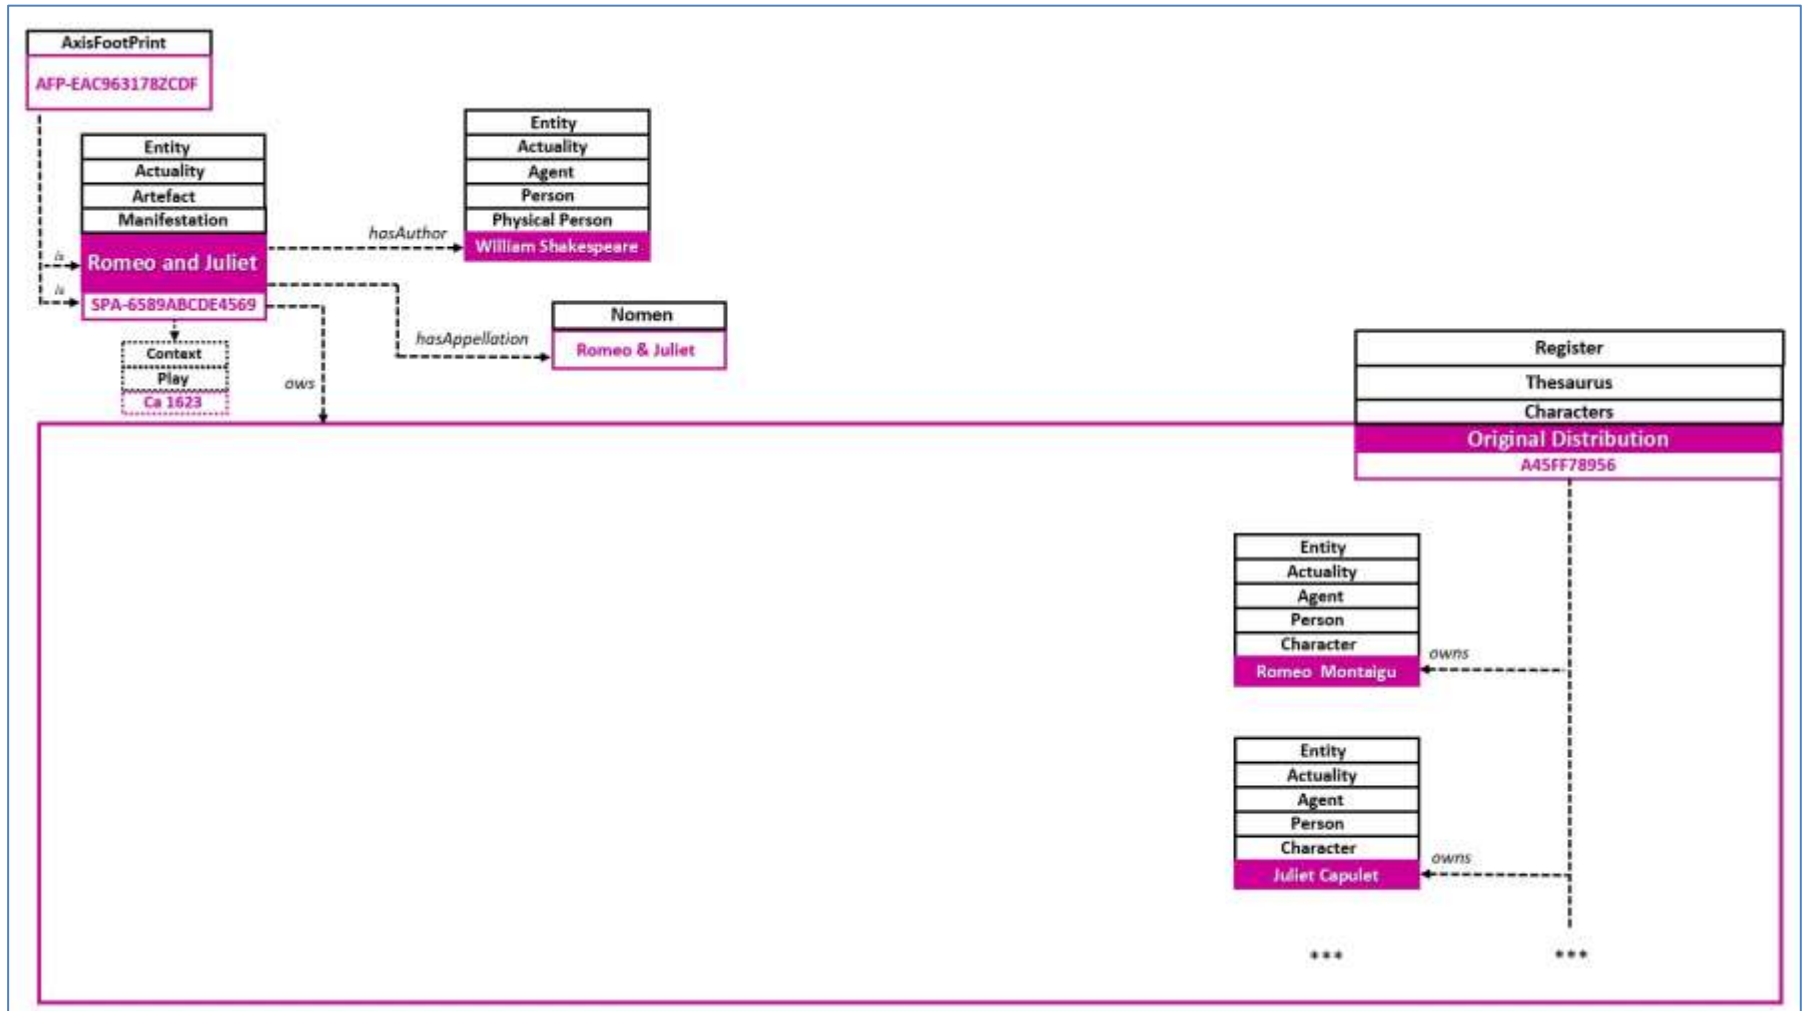 AxisFootPrint
AFP-EAC963178ZCDF
Entity
Actuality
Artefact
Manifestation
Romeo and Juliet
SPA-6589ABCDE4569
is
is
Context
Play
Ca 1623
hasAuthor
Entity
Actuality
Agent
Person
Physical Person
William Shakespeare
hasAppellation
Nomen
Romeo & Juliet
ows
Register
Thesaurus
Characters
Original Distribution
A45FF78956
Entity
Actuality
Agent
Person
Character
Romeo Montaigu
owns
Entity
Actuality
Agent
Person
Character
Juliet Capulet
owns
*** ***